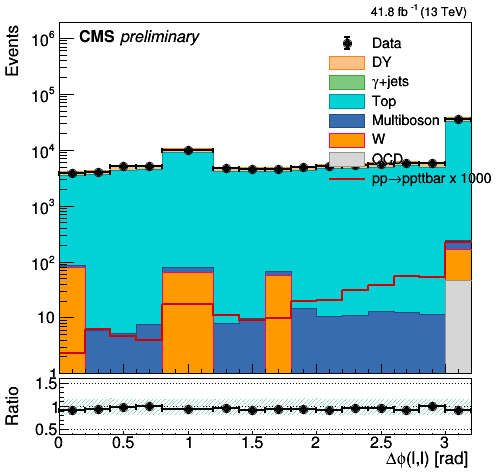 41.8 fb⁻¹ (13 TeV)
CMS preliminary
Events
10⁶
10⁵
10⁴
10³
10²
10
1
Data
DY
γ+jets
Top
Multiboson
W
QCD
pp→ppttbar x 1000
Ratio
1.5
1
0.5
0 0.5 1 1.5 2 2.5 3
Δϕ(l,l) [rad]